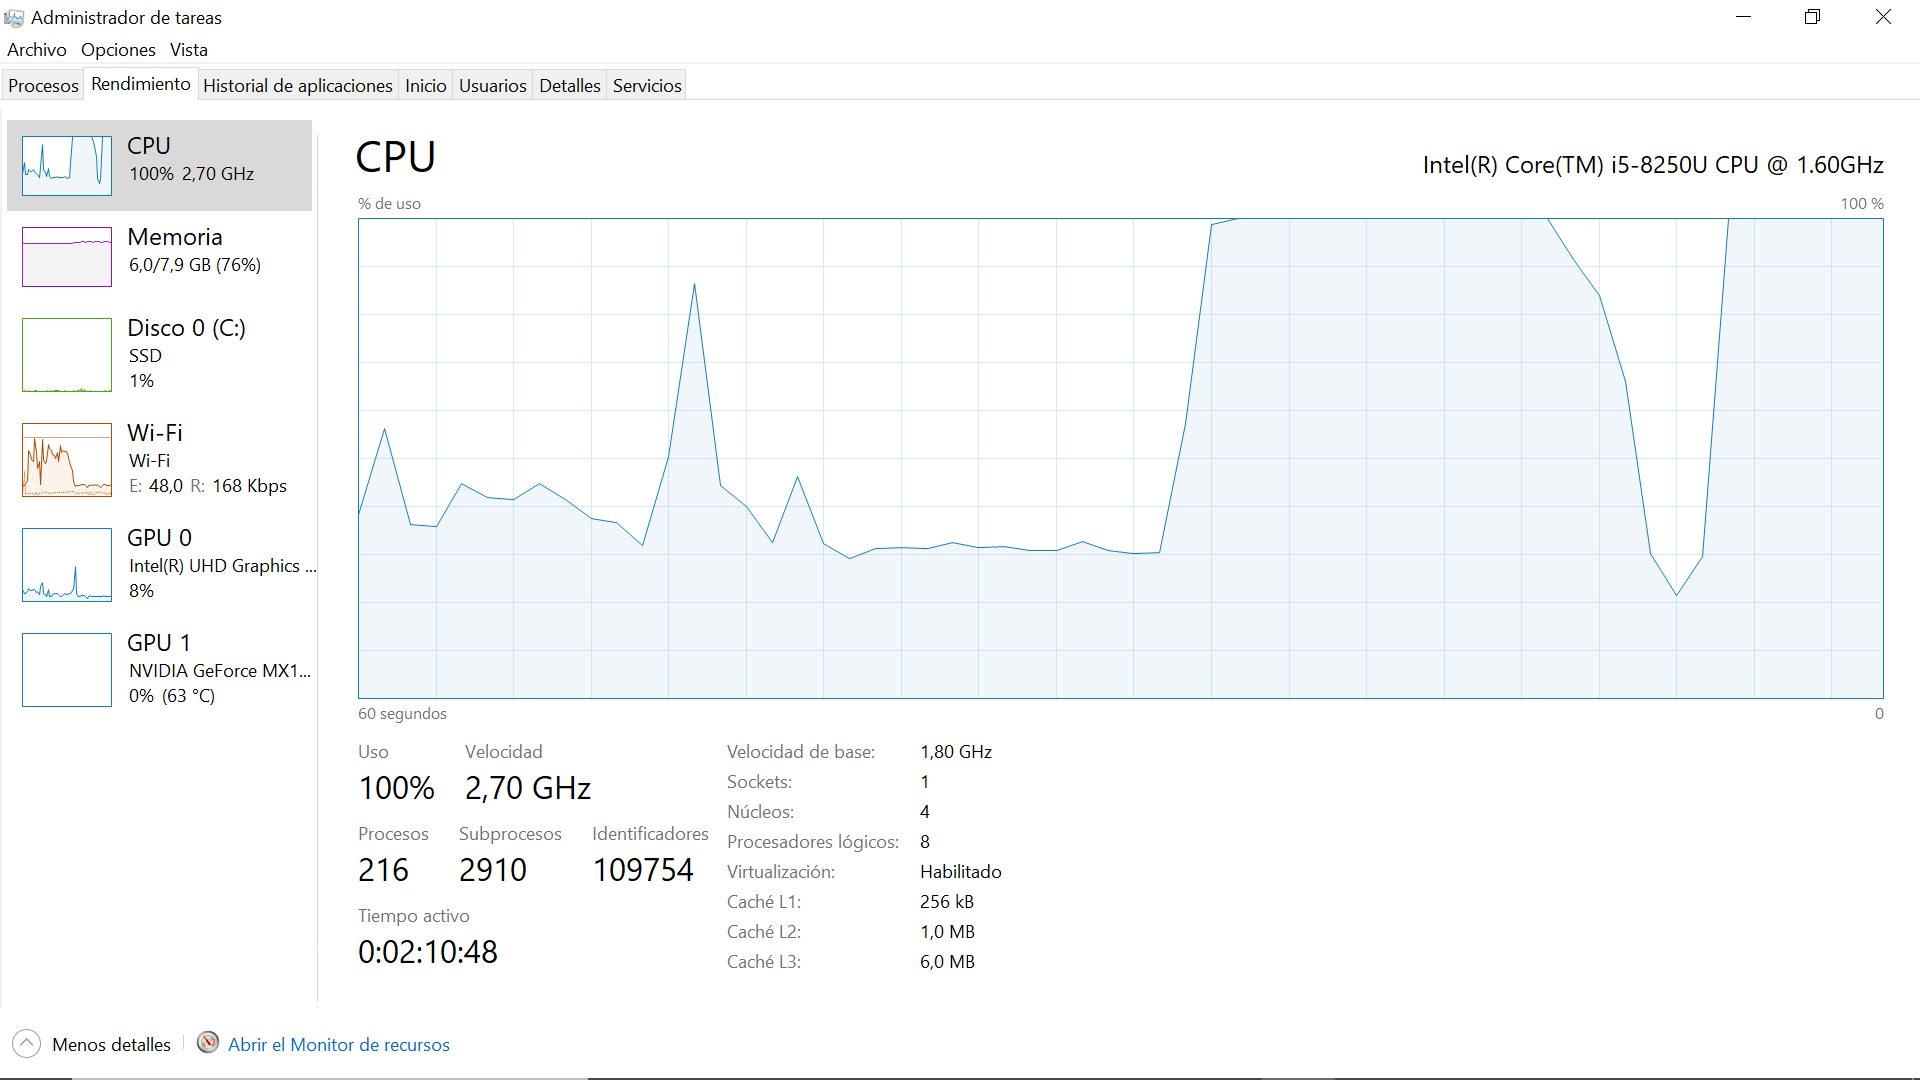 Administrador de tareas
Archivo Opciones Vista
Procesos Rendimiento Historial de aplicaciones Inicio Usuarios Detalles Servicios
CPU
100% 2,70 GHz
Memoria
6,0/7,9 GB (76%)
Disco 0 (C:)
SSD
1%
Wi-Fi
Wi-Fi
E: 48,0 R: 168 Kbps
GPU 0
Intel(R) UHD Graphics ...
8%
GPU 1
NVIDIA GeForce MX1...
0% (63 °C)
CPU
Intel(R) Core(TM) i5-8250U CPU @ 1.60GHz
% de uso
100 %
60 segundos
0
Uso
100%
Velocidad
2,70 GHz
Procesos
216
Subprocesos
2910
Identificadores
109754
Tiempo activo
0:02:10:48
Velocidad de base: 1,80 GHz
Sockets: 1
Núcleos: 4
Procesadores lógicos: 8
Virtualización: Habilitado
Caché L1: 256 kB
Caché L2: 1,0 MB
Caché L3: 6,0 MB
Menos detalles
Abrir el Monitor de recursos